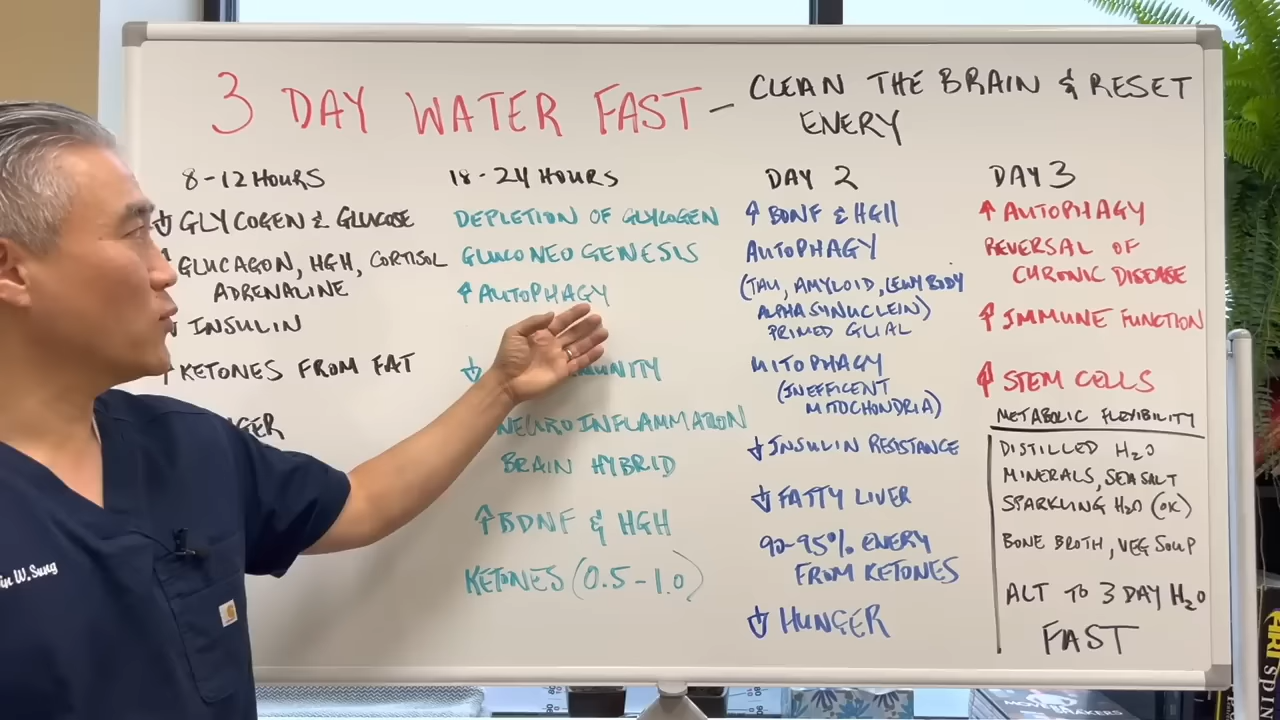 3 DAY WATER FAST - CLEAN THE BRAIN & RESET
ENERY
8-12 HOURS
↓ GLYCOGEN & GLUCOSE
↑ GLUCAGON, HGH, CORTISOL
ADRENALINE
↓ INSULIN
↑ KETONES FROM FAT
18-24 HOURS
DEPLETION OF GLYCOGEN
GLUCONEOGENESIS
↑ AUTOPHAGY
↓
NEUROINFLAMMATION
BRAIN HYBRID
↑ BDNF & HGH
KETONES (0.5-1.0)
DAY 2
↑ BDNF & HGH
AUTOPHAGY
(TAU, AMYLOID, LEWY BODY
ALPHA SYNUCLEIN)
PRIMED GLIAL
MITOPHAGY
(INEFFICENT
MITOCHONDRIA)
↓ INSULIN RESISTANCE
↓ FATTY LIVER
90-95% ENERY
FROM KETONES
↓ HUNGER
DAY 3
↑ AUTOPHAGY
REVERSAL OF
CHRONIC DISEASE
↑ IMMUNE FUNCTION
↑ STEM CELLS
METABOLIC FLEXIBILITY
DISTILLED H₂O
MINERALS, SEA SALT
SPARKLING H₂O (OK)
BONE BROTH, VEG SOUP
ALT TO 3 DAY H₂O
FAST
W. Sung